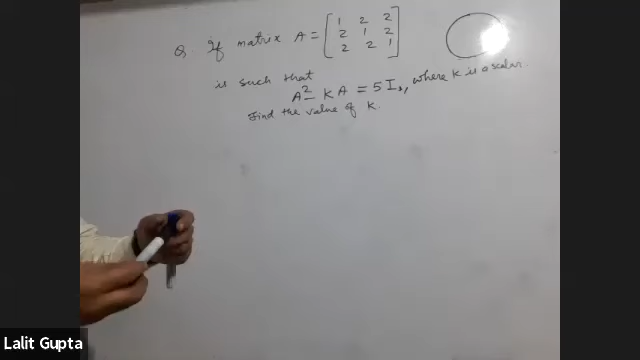 Q. If matrix A = [ 1 2 2
2 1 2
2 2 1 ]
is such that
A² - KA = 5I₃, where K is a scalar.
Find the value of K.
Lalit Gupta